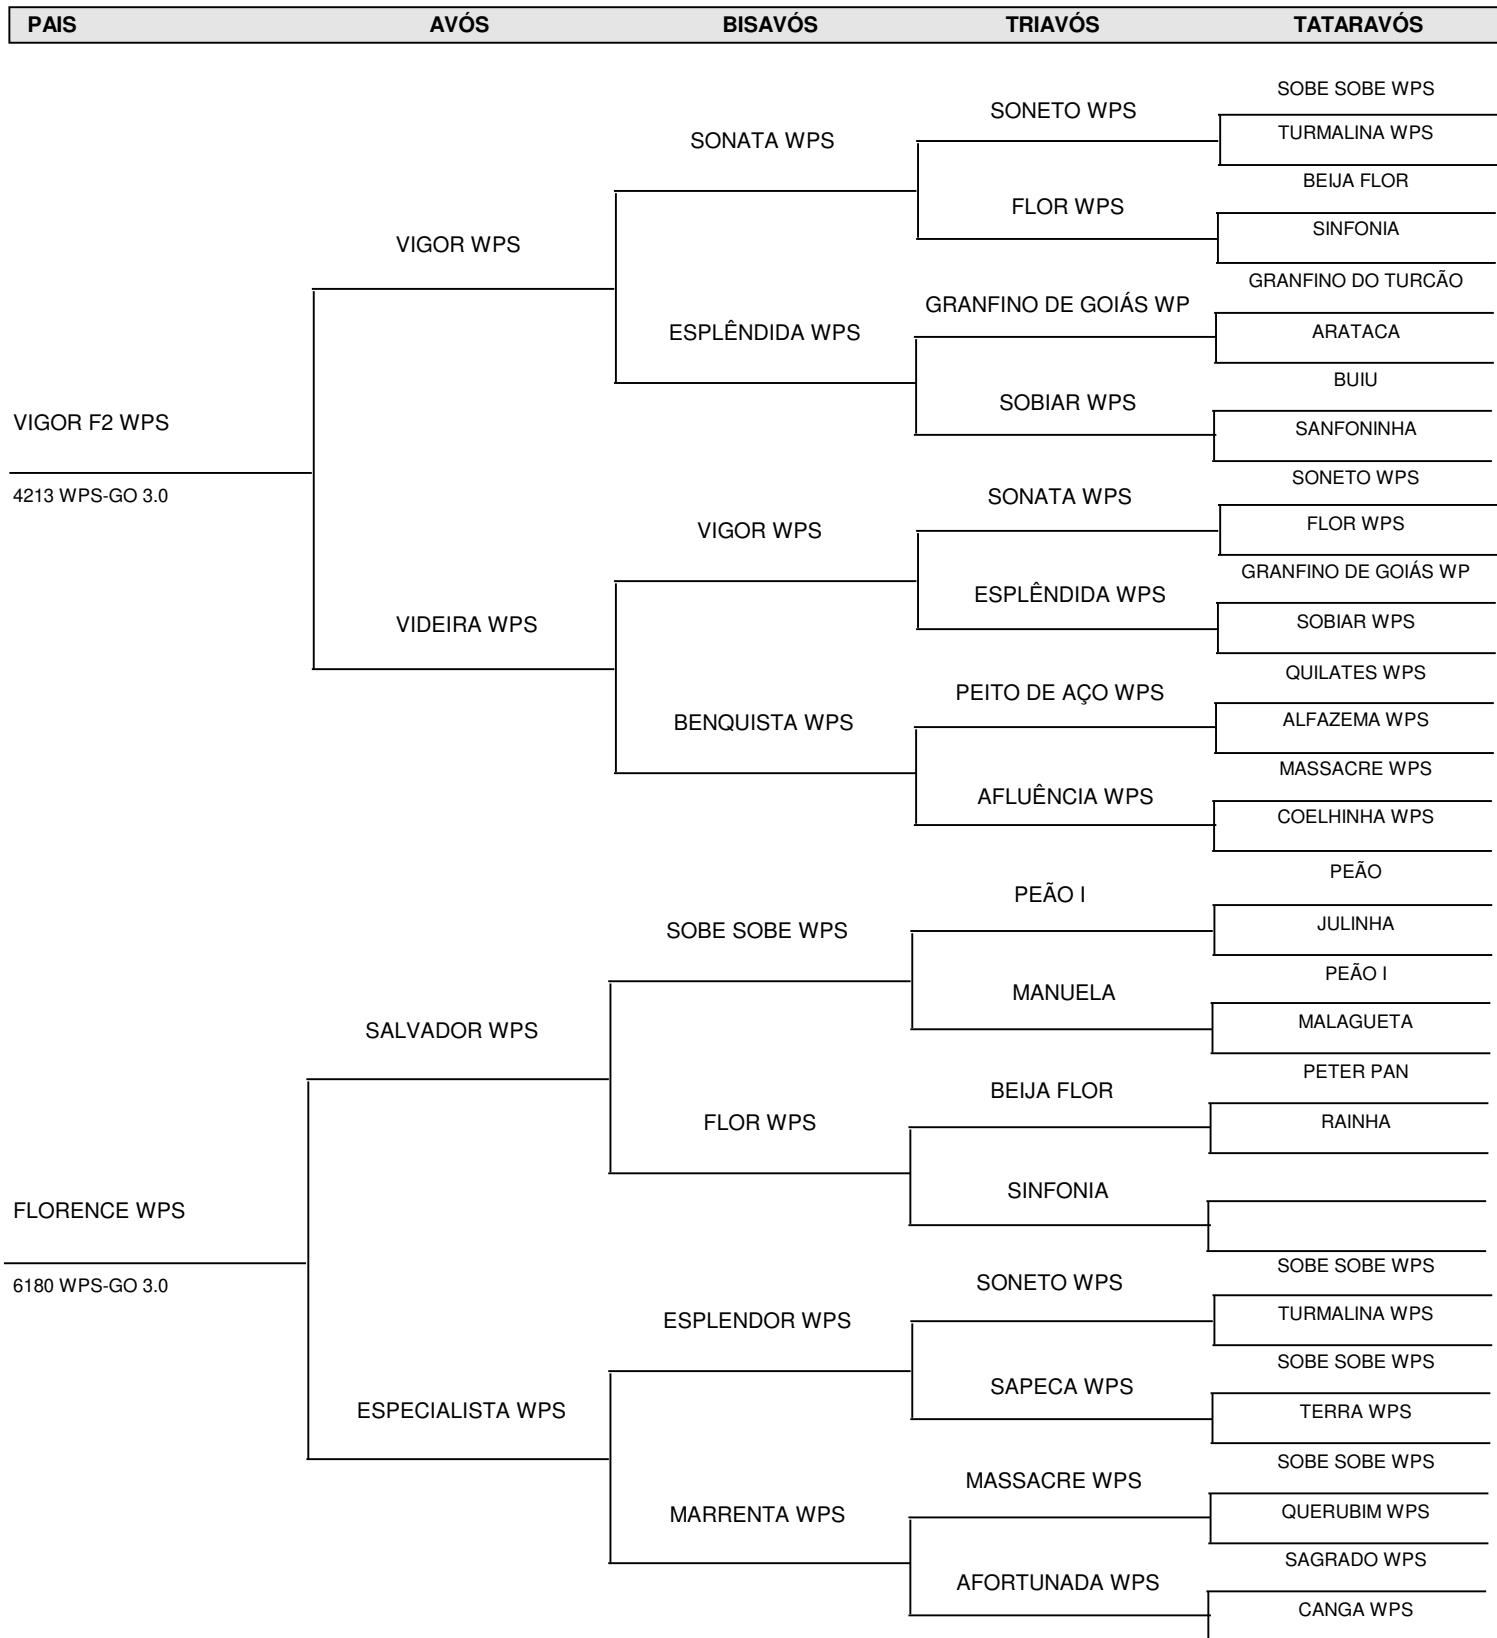 PAIS AVÓS BISAVÓS TRIAVÓS TATARAVÓS
SOBE SOBE WPS
SONETO WPS
TURMALINA WPS
SONATA WPS
BEIJA FLOR
FLOR WPS
SINFONIA
VIGOR WPS
GRANFINO DO TURCÃO
GRANFINO DE GOIÁS WP
ARATACA
ESPLÊNDIDA WPS
BUIU
SOBIAR WPS
VIGOR F2 WPS
SANFONINHA
SONETO WPS
4213 WPS-GO 3.0
SONATA WPS
FLOR WPS
VIGOR WPS
GRANFINO DE GOIÁS WP
ESPLÊNDIDA WPS
SOBIAR WPS
VIDEIRA WPS
QUILATES WPS
PEITO DE AÇO WPS
ALFAZEMA WPS
BENQUISTA WPS
MASSACRE WPS
AFLUÊNCIA WPS
COELHINHA WPS
PEÃO
PEÃO I
JULINHA
SOBE SOBE WPS
PEÃO I
MANUELA
MALAGUETA
SALVADOR WPS
PETER PAN
BEIJA FLOR
RAINHA
FLOR WPS
SINFONIA
FLORENCE WPS
SOBE SOBE WPS
6180 WPS-GO 3.0
SONETO WPS
TURMALINA WPS
ESPLENDOR WPS
SOBE SOBE WPS
SAPECA WPS
TERRA WPS
ESPECIALISTA WPS
SOBE SOBE WPS
MASSACRE WPS
QUERUBIM WPS
MARRENTA WPS
SAGRADO WPS
AFORTUNADA WPS
CANGA WPS